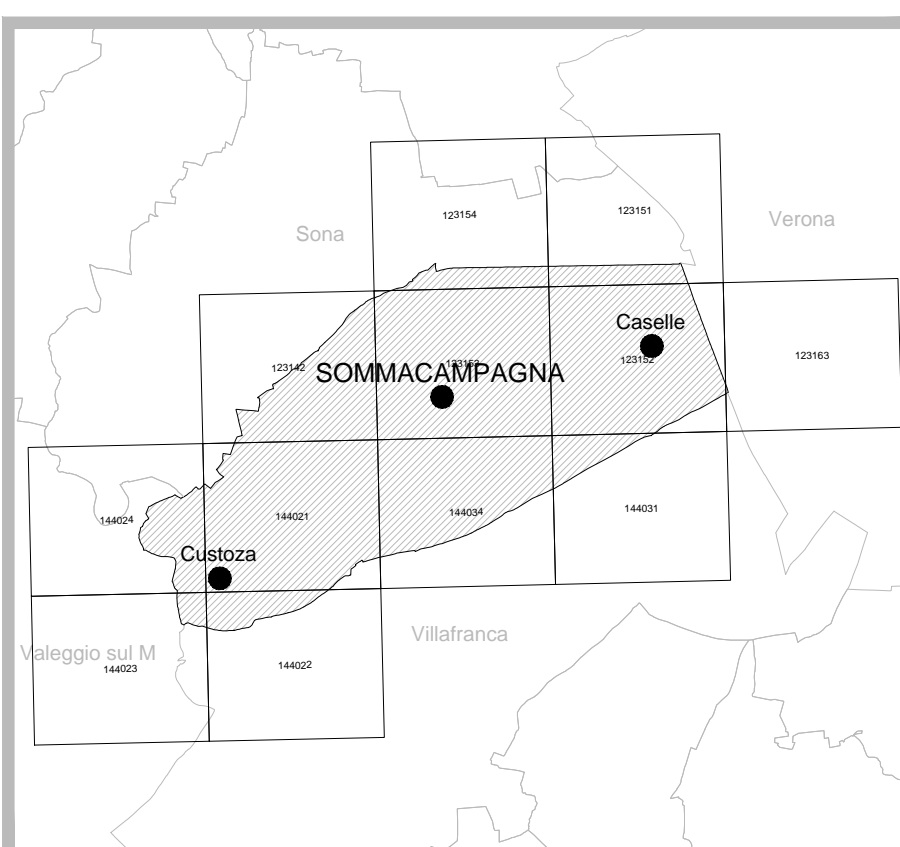 123154
123151
Verona
Sona
Caselle
123163
123152
123142
123153
SOMMACAMPAGNA
144031
144034
144021
144024
Custoza
Villafranca
Valeggio sul M
144023
144022